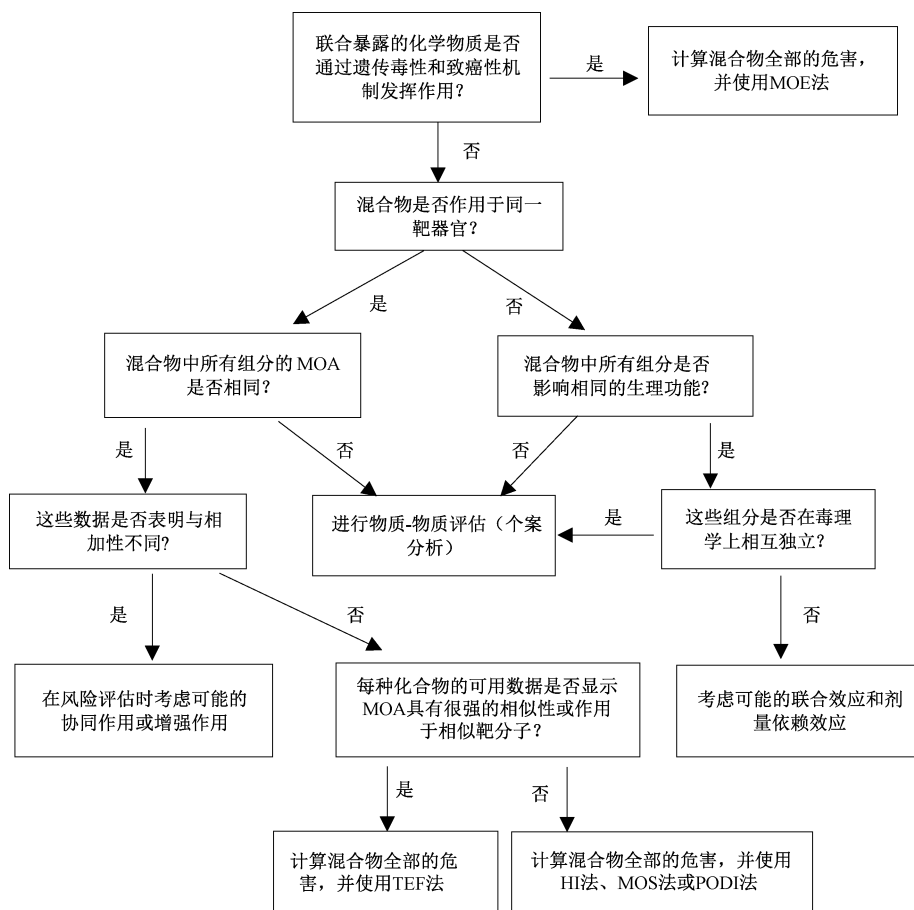 联合暴露的化学物质是否
通过遗传毒性和致癌性机
制发挥作用？
是
计算混合物全部的危害，
并使用MOE法
否
混合物是否作用于同一
靶器官？
是
否
混合物中所有组分的 MOA
是否相同？
混合物中所有组分是否
影响相同的生理功能？
是
否
否
是
这些数据是否表明与相
加性不同?
进行物质-物质评估（个案
分析）
是
这些组分是否在毒理
学上相互独立？
是
否
否
在风险评估时考虑可能的
协同作用或增强作用
每种化合物的可用数据是否显示
MOA具有很强的相似性或作用
于相似靶分子？
考虑可能的联合效应和剂
量依赖效应
是
否
计算混合物全部的危
害，并使用TEF法
计算混合物全部的危害，并使用
HI法、MOS法或PODI法